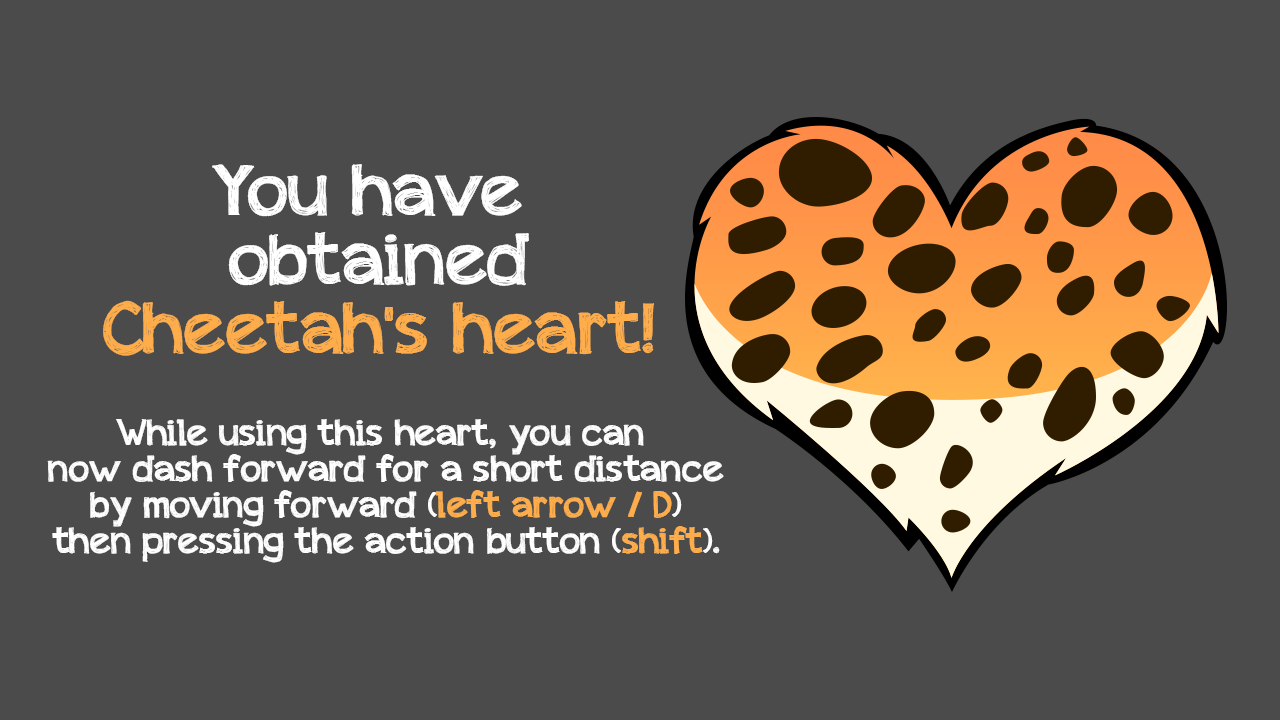 You have
obtained
Cheetah's heart!
While using this heart, you can
now dash forward for a short distance
by moving forward (left arrow / D)
then pressing the action button (shift).